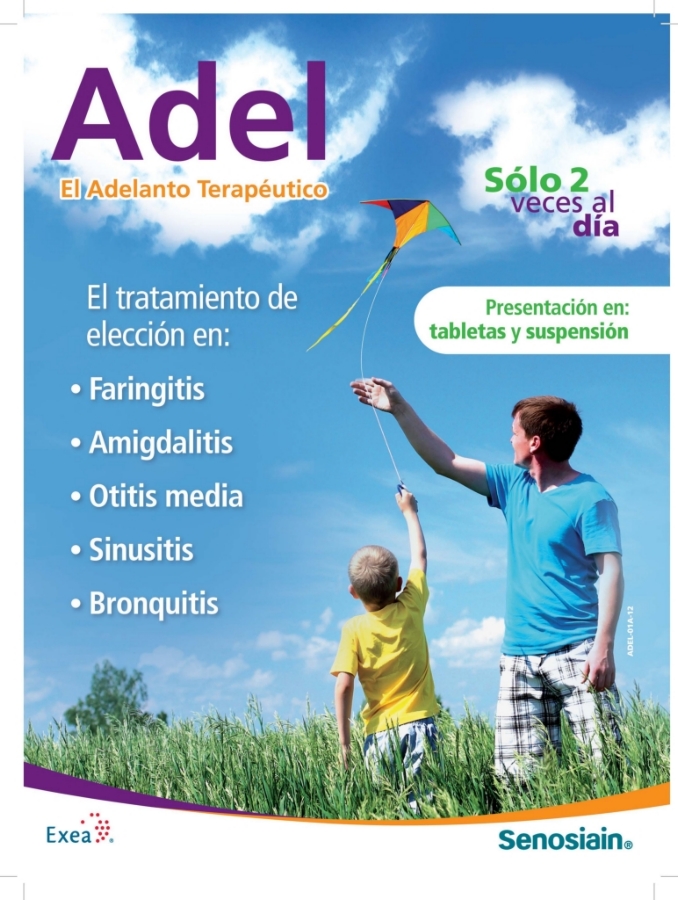 Adel
El Adelanto Terapéutico
Sólo 2
veces al
día
El tratamiento de
elección en:
Presentación en:
tabletas y suspensión
• Faringitis
• Amigdalitis
• Otitis media
• Sinusitis
• Bronquitis
ADEL-01A-12
Exea®
Senosiain®